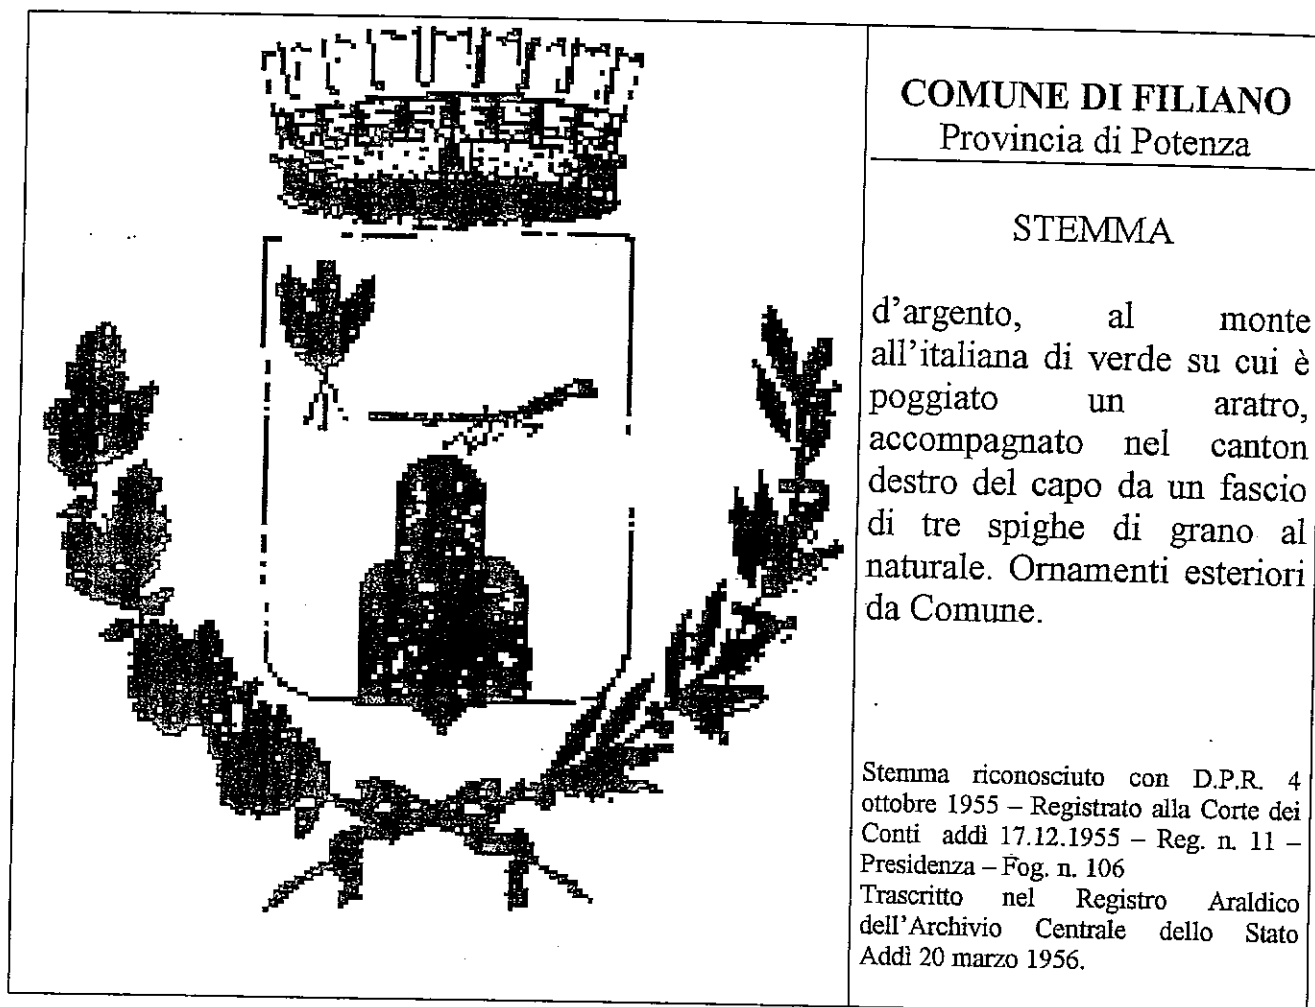 COMUNE DI FILIANO
Provincia di Potenza
STEMMA
d'argento, al monte
all'italiana di verde su cui è
poggiato un aratro,
accompagnato nel canton
destro del capo da un fascio
di tre spighe di grano al
naturale. Ornamenti esteriori
da Comune.
Stemma riconosciuto con D.P.R. 4
ottobre 1955 – Registrato alla Corte dei
Conti addì 17.12.1955 – Reg. n. 11 –
Presidenza – Fog. n. 106
Trascritto nel Registro Araldico
dell'Archivio Centrale dello Stato
Addì 20 marzo 1956.